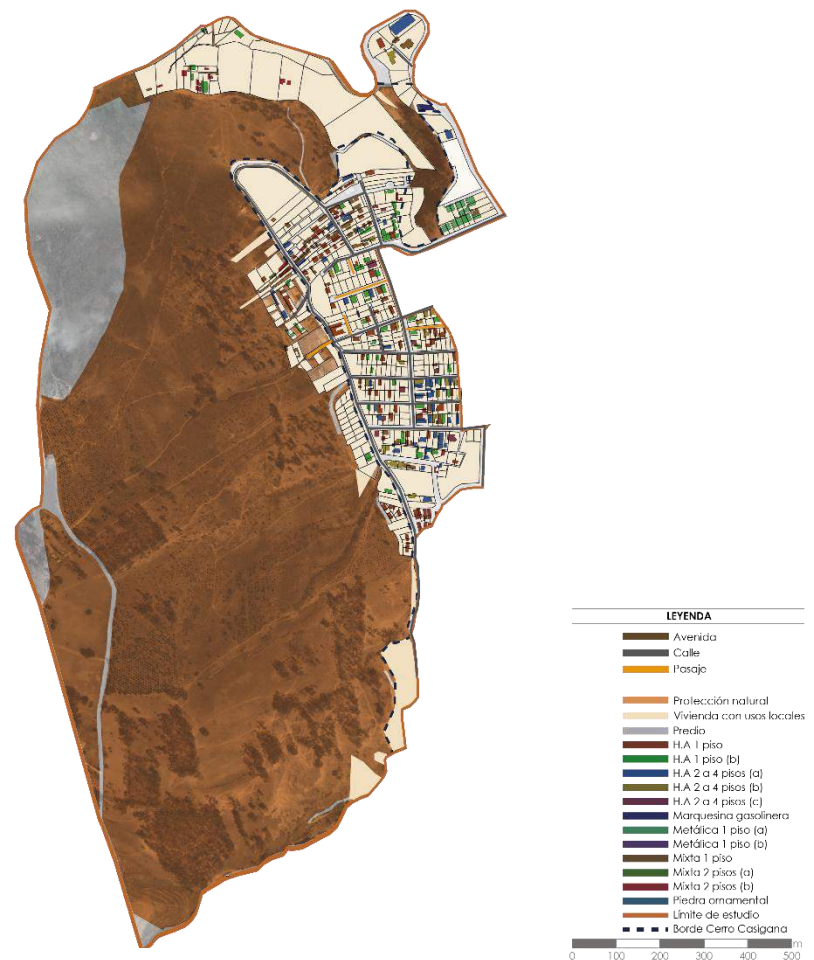 LEYENDA
Avenida
Calle
Pasaje
Protección natural
Vivienda con usos locales
Predio
H.A 1 piso
H.A 1 piso (b)
H.A 2 a 4 pisos (a)
H.A 2 a 4 pisos (b)
H.A 2 a 4 pisos (c)
Marquesina gasolinera
Metálica 1 piso (a)
Metálica 1 piso (b)
Mixta 1 piso
Mixta 2 pisos (a)
Mixta 2 pisos (b)
Piedra ornamental
Límite de estudio
Borde Cerro Casigana
m
0 100 200 300 400 500